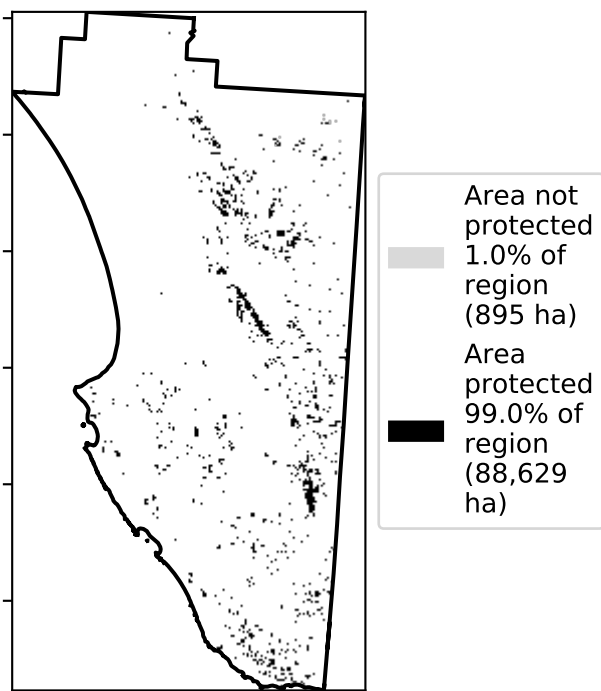 Area not
protected
1.0% of
region
(895 ha)
Area
protected
99.0% of
region
(88,629
ha)